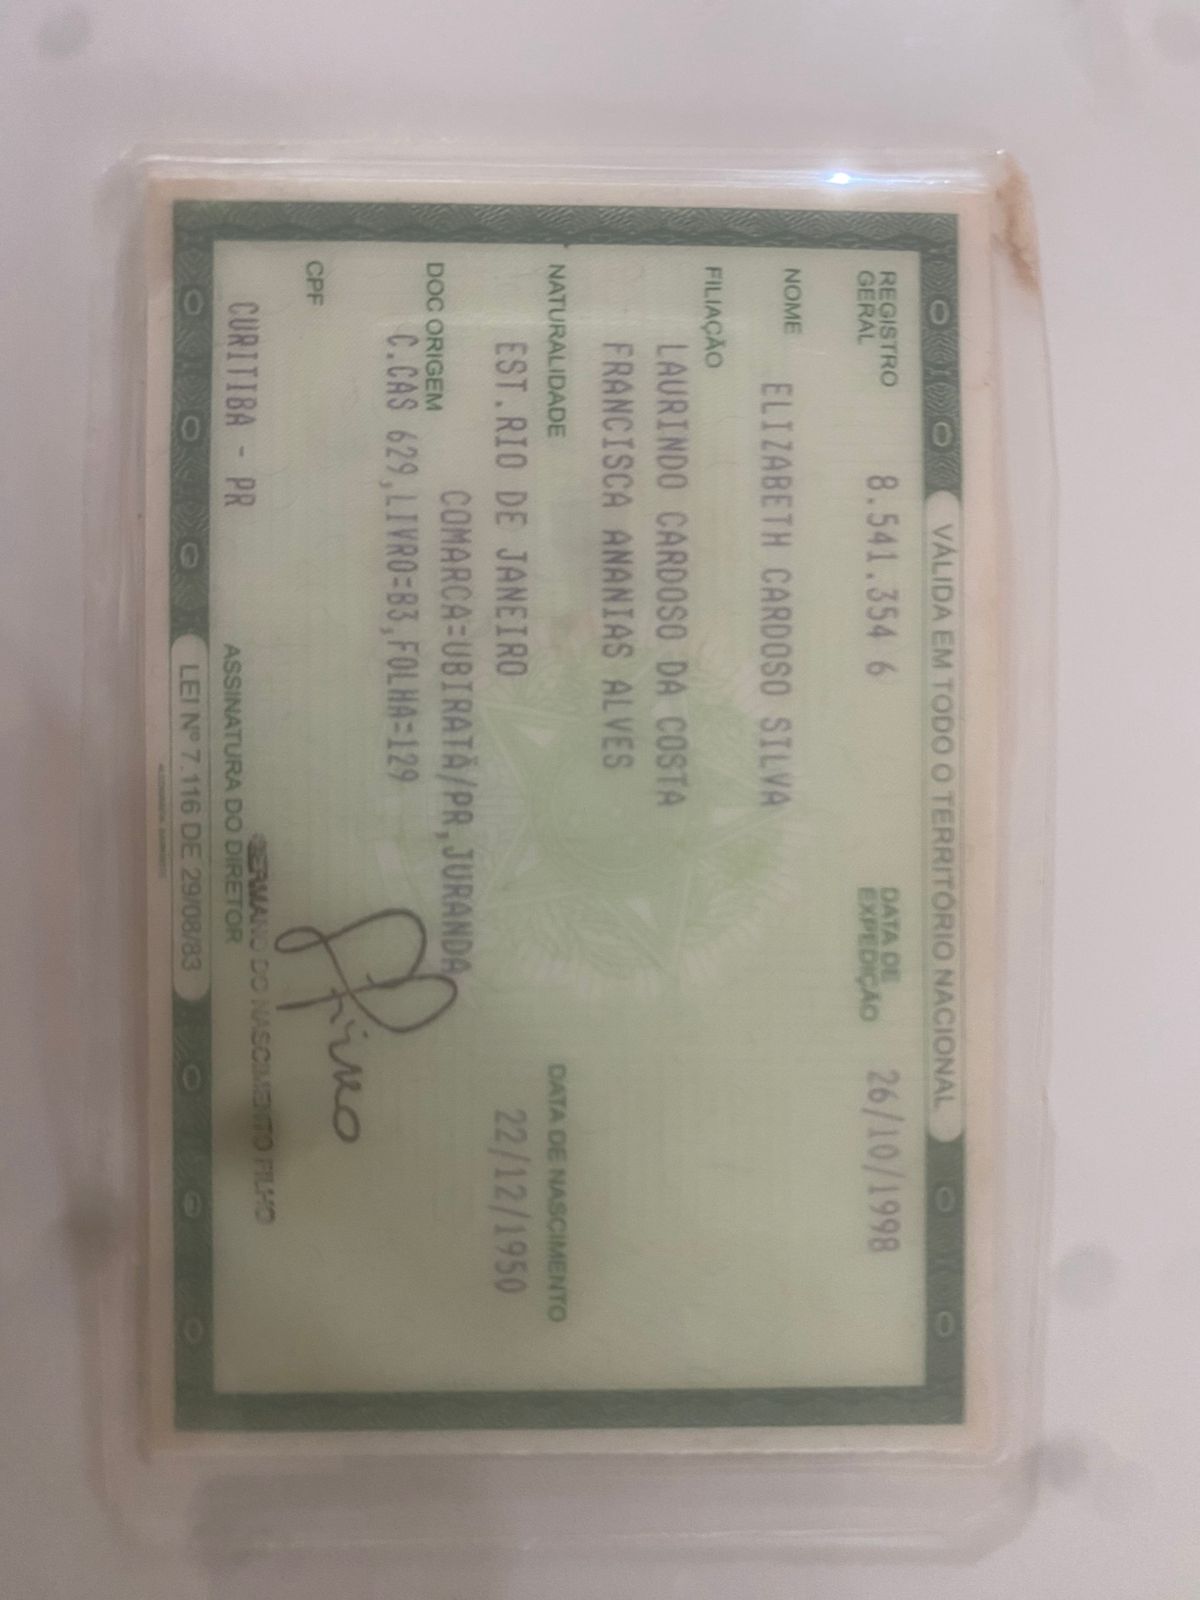 VÁLIDA EM TODO O TERRITÓRIO NACIONAL
REGISTRO GERAL 8.541.354 6 DATA DE EXPEDIÇÃO 26/10/1998
NOME
ELIZABETH CARDOSO SILVA
FILIAÇÃO
LAURINDO CARDOSO DA COSTA
FRANCISCA ANANIAS ALVES
NATURALIDADE DATA DE NASCIMENTO
EST.RIO DE JANEIRO 22/12/1950
DOC ORIGEM COMARCA=UBIRATÃ/PR,JURANDA
C.CAS 629,LIVRO=B3,FOLHA=129
CPF
CURITIBA - PR
GERMANO DO NASCIMENTO FILHO
ASSINATURA DO DIRETOR
LEI Nº 7.116 DE 29/08/83